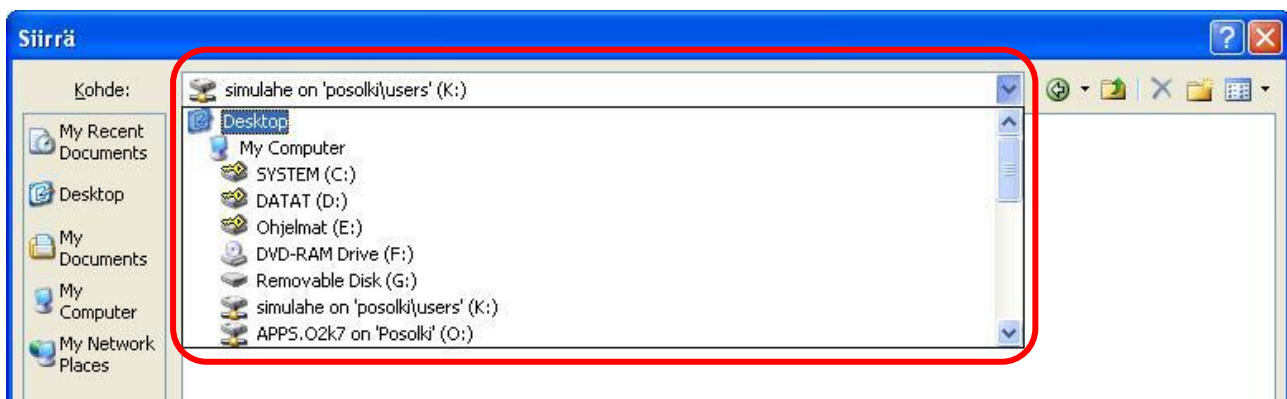 Siirrä
Kohde:
simulahe on 'posolki\users' (K:)
My Recent
Documents
Desktop
My
Documents
My
Computer
My Network
Places
Desktop
My Computer
SYSTEM (C:)
DATAT (D:)
Ohjelmat (E:)
DVD-RAM Drive (F:)
Removable Disk (G:)
simulahe on 'posolki\users' (K:)
APPS.O2k7 on 'Posolki' (O:)